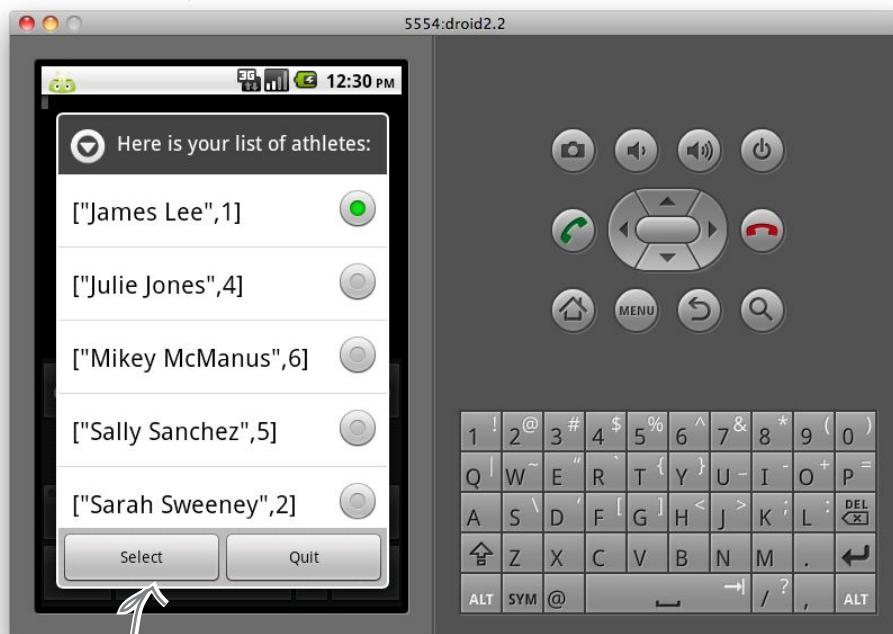 5554:droid2.2
3G 12:30 PM
Here is your list of athletes:
["James Lee",1]
["Julie Jones",4]
["Mikey McManus",6]
["Sally Sanchez",5]
["Sarah Sweeney",2]
Select Quit
MENU
1 ! 2 @ 3 # 4 $ 5 % 6 ^ 7 & 8 * 9 ( 0 )
Q | W ~ E " R ` T { Y } U - I - O + P =
A S \ D ' F [ G ] H < J > K ; L : DEL
Z X C V B N M .
ALT SYM @ / ? , ALT